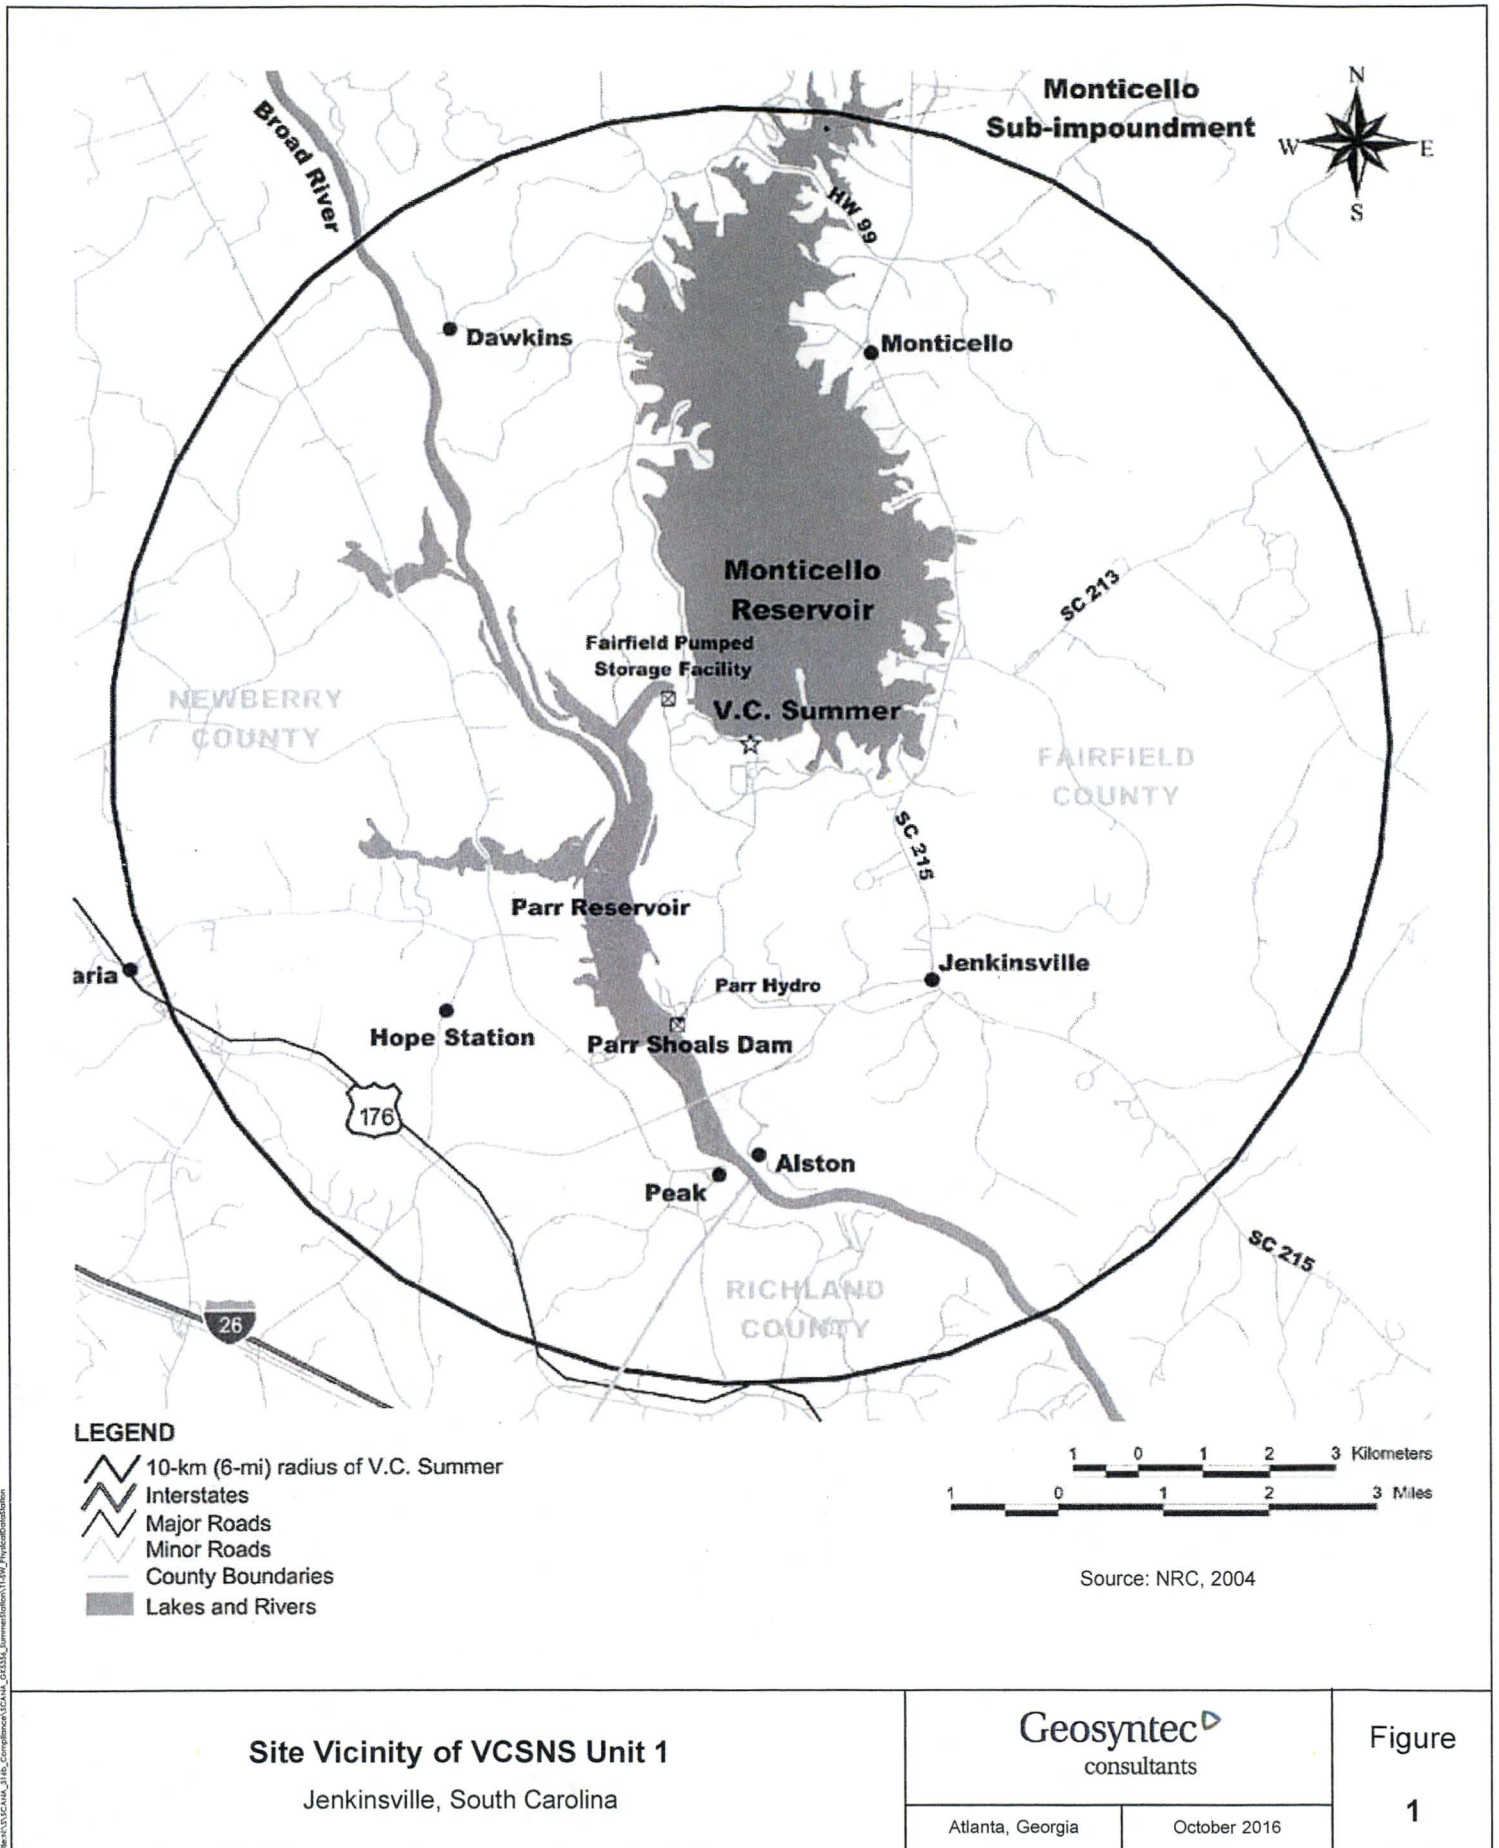 Monticello
Sub-impoundment
N
W
E
S
Broad River
HW 99
Dawkins
Monticello
Monticello
Reservoir
SC 213
Fairfield Pumped
Storage Facility
NEWBERRY
COUNTY
V.C. Summer
FAIRFIELD
COUNTY
SC 215
Parr Reservoir
aria
Jenkinsville
Parr Hydro
Hope Station
Parr Shoals Dam
176
Alston
Peak
SC 215
RICHLAND
COUNTY
26
LEGEND
10-km (6-mi) radius of V.C. Summer
Interstates
Major Roads
Minor Roads
County Boundaries
Lakes and Rivers
1 0 1 2 3 Kilometers
1 0 1 2 3 Miles
Source: NRC, 2004
Site Vicinity of VCSNS Unit 1
Jenkinsville, South Carolina
Geosyntec
consultants
Atlanta, Georgia
October 2016
Figure
1